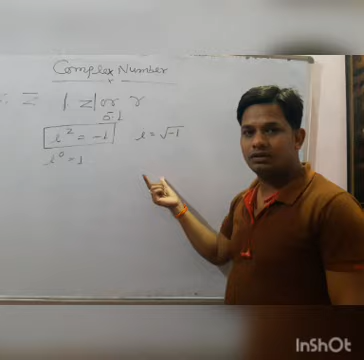 Complex Number
z̄ |z| or r
i² = -1 i = √-1
i⁰ = 1
InShOt